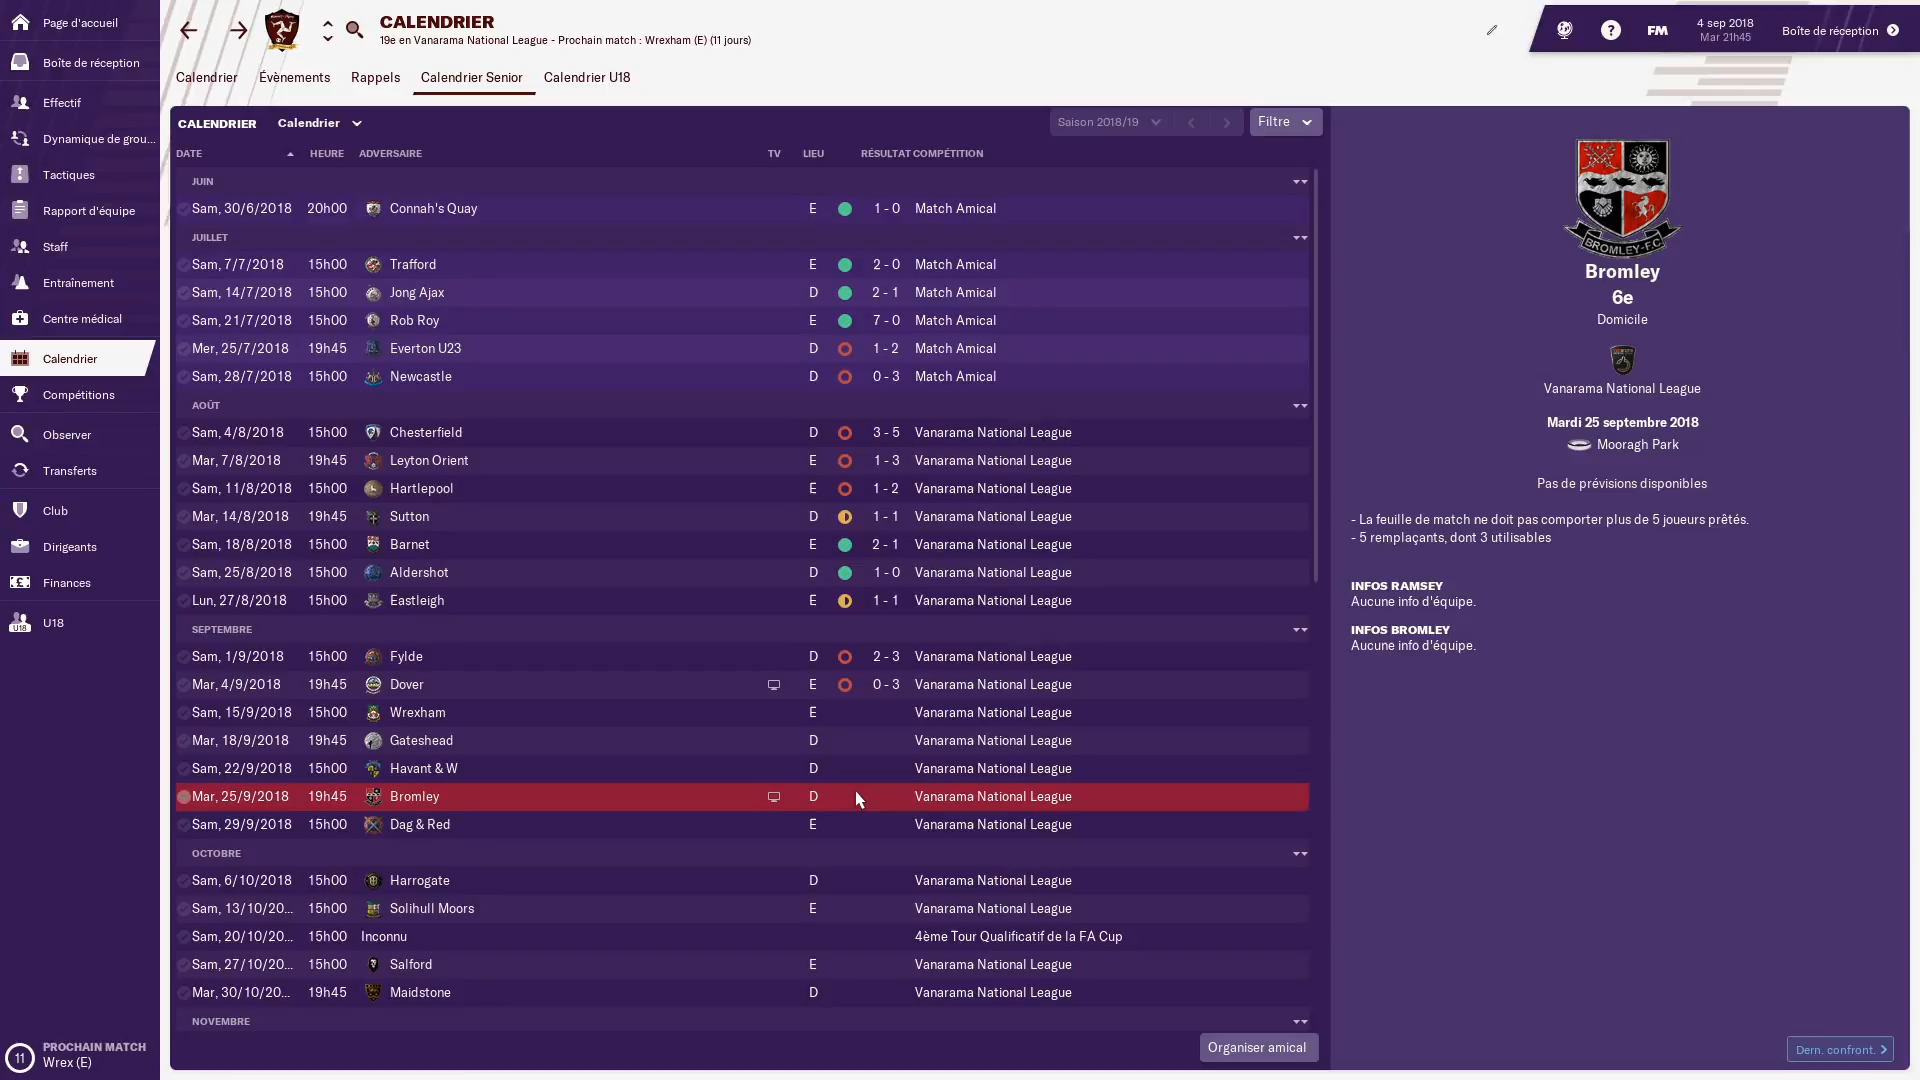 Page d'accueil
Boîte de réception
Effectif
Dynamique de grou...
Tactiques
Rapport d'équipe
Staff
Entraînement
Centre médical
Calendrier
Compétitions
Observer
Transferts
Club
Dirigeants
Finances
U18
U18
11
PROCHAIN MATCH
Wrex (E)
CALENDRIER
19e en Vanarama National League - Prochain match : Wrexham (E) (11 jours)
FM
4 sep 2018
Mar 21h45
Boîte de réception
Calendrier Évènements Rappels Calendrier Senior Calendrier U18
CALENDRIER Calendrier Saison 2018/19 Filtre
DATE HEURE ADVERSAIRE TV LIEU RÉSULTAT COMPÉTITION
JUIN
Sam, 30/6/2018 20h00 Connah's Quay E 1 - 0 Match Amical
JUILLET
Sam, 7/7/2018 15h00 Trafford E 2 - 0 Match Amical
Sam, 14/7/2018 15h00 Jong Ajax D 2 - 1 Match Amical
Sam, 21/7/2018 15h00 Rob Roy E 7 - 0 Match Amical
Mer, 25/7/2018 19h45 Everton U23 D 1 - 2 Match Amical
Sam, 28/7/2018 15h00 Newcastle D 0 - 3 Match Amical
AOÛT
Sam, 4/8/2018 15h00 Chesterfield D 3 - 5 Vanarama National League
Mar, 7/8/2018 19h45 Leyton Orient E 1 - 3 Vanarama National League
Sam, 11/8/2018 15h00 Hartlepool E 1 - 2 Vanarama National League
Mar, 14/8/2018 19h45 Sutton D 1 - 1 Vanarama National League
Sam, 18/8/2018 15h00 Barnet E 2 - 1 Vanarama National League
Sam, 25/8/2018 15h00 Aldershot D 1 - 0 Vanarama National League
Lun, 27/8/2018 15h00 Eastleigh E 1 - 1 Vanarama National League
SEPTEMBRE
Sam, 1/9/2018 15h00 Fylde D 2 - 3 Vanarama National League
Mar, 4/9/2018 19h45 Dover E 0 - 3 Vanarama National League
Sam, 15/9/2018 15h00 Wrexham E Vanarama National League
Mar, 18/9/2018 19h45 Gateshead D Vanarama National League
Sam, 22/9/2018 15h00 Havant & W D Vanarama National League
Mar, 25/9/2018 19h45 Bromley D Vanarama National League
Sam, 29/9/2018 15h00 Dag & Red E Vanarama National League
OCTOBRE
Sam, 6/10/2018 15h00 Harrogate D Vanarama National League
Sam, 13/10/20... 15h00 Solihull Moors E Vanarama National League
Sam, 20/10/20... 15h00 Inconnu 4ème Tour Qualificatif de la FA Cup
Sam, 27/10/20... 15h00 Salford E Vanarama National League
Mar, 30/10/20... 19h45 Maidstone D Vanarama National League
NOVEMBRE
Organiser amical
BROMLEY-F.C
Bromley
6e
Domicile
Vanarama National League
Mardi 25 septembre 2018
Mooragh Park
Pas de prévisions disponibles
- La feuille de match ne doit pas comporter plus de 5 joueurs prêtés.
- 5 remplaçants, dont 3 utilisables
INFOS RAMSEY
Aucune info d'équipe.
INFOS BROMLEY
Aucune info d'équipe.
Dern. confront.